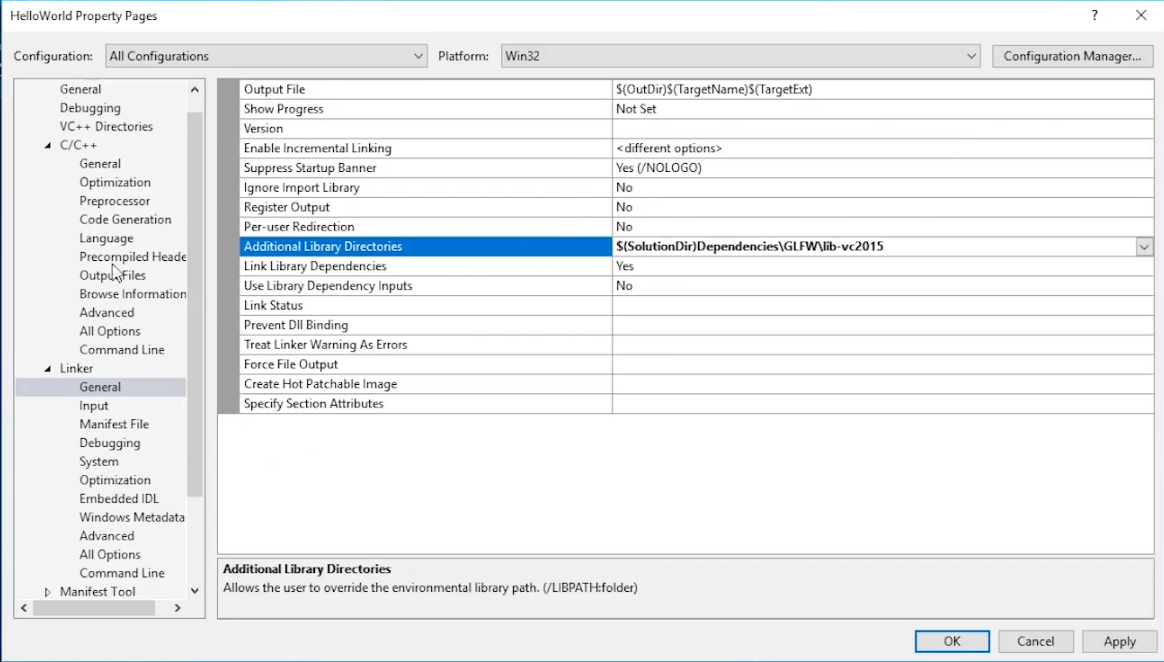 HelloWorld Property Pages
?
Configuration: All Configurations Platform: Win32 Configuration Manager...
General
Debugging
VC++ Directories
C/C++
General
Optimization
Preprocessor
Code Generation
Language
Precompiled Heade
Output Files
Browse Information
Advanced
All Options
Command Line
Linker
General
Input
Manifest File
Debugging
System
Optimization
Embedded IDL
Windows Metadata
Advanced
All Options
Command Line
Manifest Tool
Output File $(OutDir)$(TargetName)$(TargetExt)
Show Progress Not Set
Version
Enable Incremental Linking <different options>
Suppress Startup Banner Yes (/NOLOGO)
Ignore Import Library No
Register Output No
Per-user Redirection No
Additional Library Directories $(SolutionDir)Dependencies\GLFW\lib-vc2015
Link Library Dependencies Yes
Use Library Dependency Inputs No
Link Status
Prevent Dll Binding
Treat Linker Warning As Errors
Force File Output
Create Hot Patchable Image
Specify Section Attributes
Additional Library Directories
Allows the user to override the environmental library path. (/LIBPATH:folder)
OK Cancel Apply